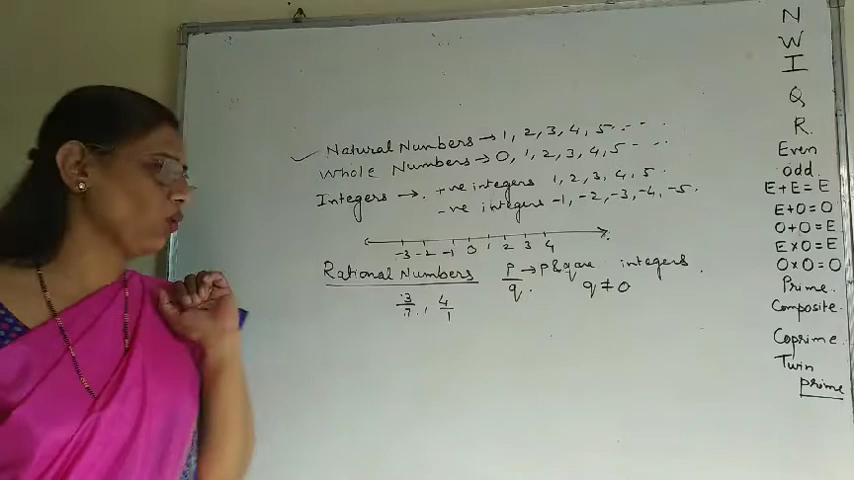 ✓ Natural Numbers → 1, 2, 3, 4, 5, ...
Whole Numbers → 0, 1, 2, 3, 4, 5 - - .
Integers → +ve integers 1, 2, 3, 4, 5 .
-ve integers -1, -2, -3, -4, -5.
-3 -2 -1 0 1 2 3 4
Rational Numbers p/q → p & q are integers .
q ≠ 0
3/7, 4/1
N
W
I
Q
R.
Even
odd
E+E=E
E+O=O
O+O=E
E×O=E
O×O=O
Prime
Composite
Coprime
Twin
prime